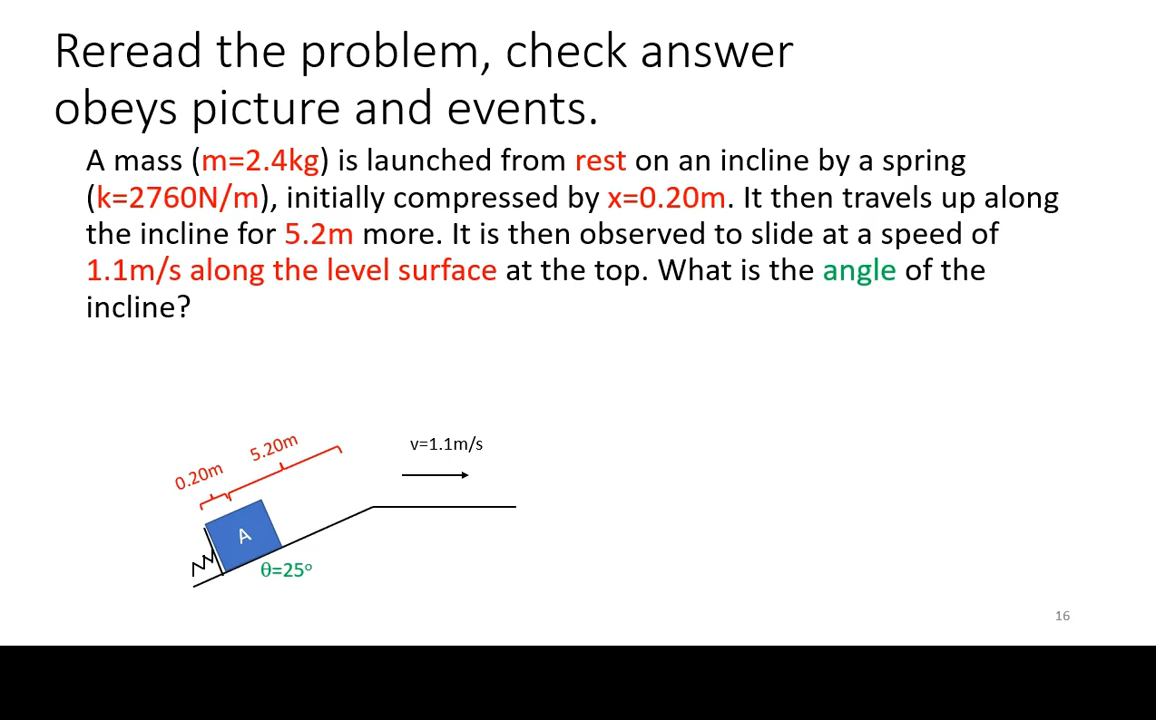 Reread the problem, check answer
obeys picture and events.
A mass (m=2.4kg) is launched from rest on an incline by a spring
(k=2760N/m), initially compressed by x=0.20m. It then travels up along
the incline for 5.2m more. It is then observed to slide at a speed of
1.1m/s along the level surface at the top. What is the angle of the
incline?
5.20m
v=1.1m/s
0.20m
A
θ=25°
16